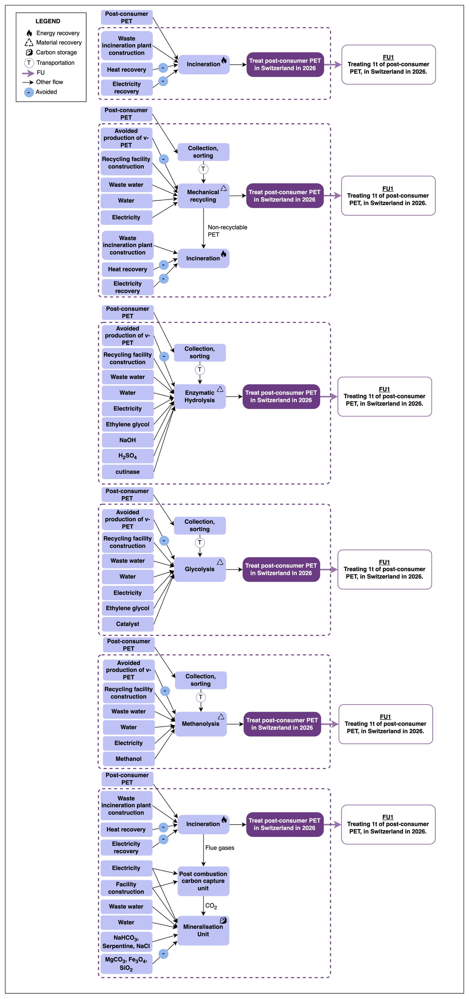 LEGEND
Energy recovery
Material recovery
Carbon storage
T Transportation
FU
Other flow
- Avoided
Post-consumer
PET
Waste
incineration plant
construction
Heat recovery
-
Electricity
recovery
-
Incineration
Treat post-consumer PET
in Switzerland in 2026
FU1
Treating 1t of post-consumer
PET, in Switzerland in 2026.
Post-consumer
PET
Avoided
production of v-
PET
-
Recycling facility
construction
Waste water
Water
Electricity
Collection,
sorting
T
Mechanical
recycling
Treat post-consumer PET
in Switzerland in 2026
FU1
Treating 1t of post-consumer
PET, in Switzerland in 2026.
Non-recyclable
PET
Waste
incineration plant
construction
Heat recovery
-
Electricity
recovery
-
Incineration
Post-consumer
PET
Avoided
production of v-
PET
-
Recycling facility
construction
Waste water
Water
Electricity
Ethylene glycol
NaOH
H2SO4
cutinase
Collection,
sorting
T
Enzymatic
Hydrolysis
Treat post-consumer PET
in Switzerland in 2026
FU1
Treating 1t of post-consumer
PET, in Switzerland in 2026.
Post-consumer
PET
Avoided
production of v-
PET
-
Recycling facility
construction
Waste water
Water
Electricity
Ethylene glycol
Catalyst
Collection,
sorting
T
Glycolysis
Treat post-consumer PET
in Switzerland in 2026
FU1
Treating 1t of post-consumer
PET, in Switzerland in 2026.
Post-consumer
PET
Avoided
production of v-
PET
-
Recycling facility
construction
Waste water
Water
Electricity
Methanol
Collection,
sorting
T
Methanolysis
Treat post-consumer PET
in Switzerland in 2026
FU1
Treating 1t of post-consumer
PET, in Switzerland in 2026.
Post-consumer
PET
Waste
incineration plant
construction
Heat recovery
-
Electricity
recovery
-
Incineration
Treat post-consumer PET
in Switzerland in 2026
FU1
Treating 1t of post-consumer
PET, in Switzerland in 2026.
Flue gases
Electricity
Facility
construction
Waste water
Water
NaHCO3,
Serpentine, NaCl
MgCO3, Fe3O4,
SiO2
-
Post combustion
carbon capture
unit
CO2
Mineralisation
Unit